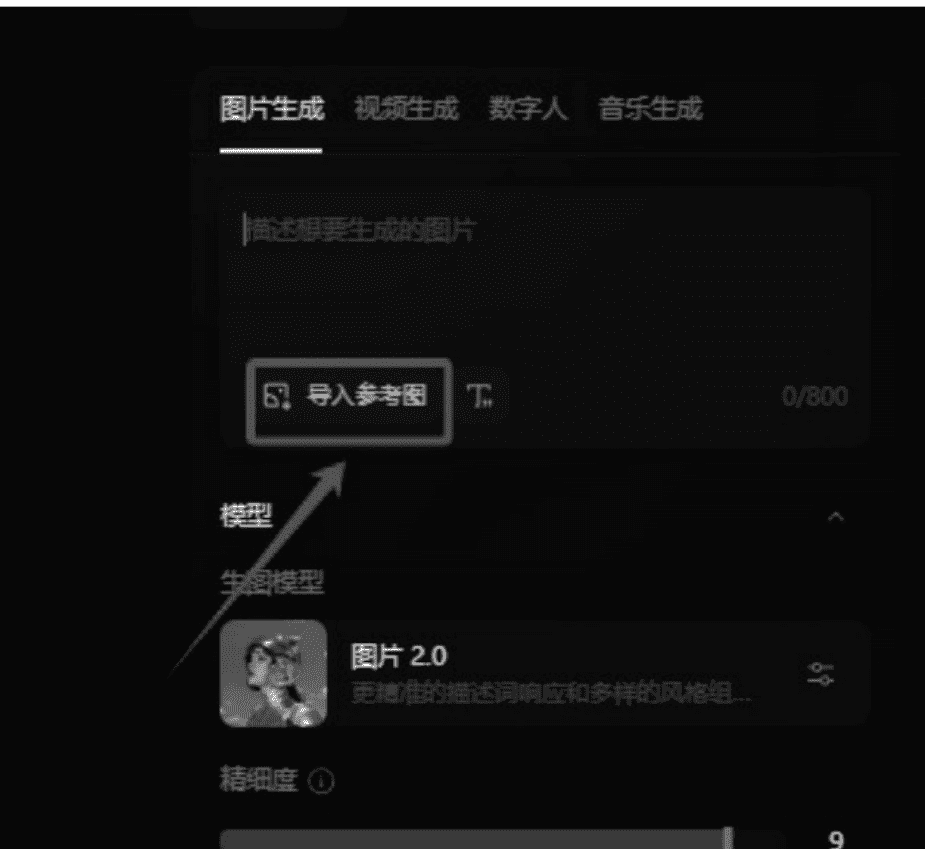 图片生成 视频生成 数字人 音乐生成
描述想要生成的图片
导入参考图 T 0/800
模型
生图模型
图片 2.0
更精准的描述词响应和多样的风格组...
精细度
9